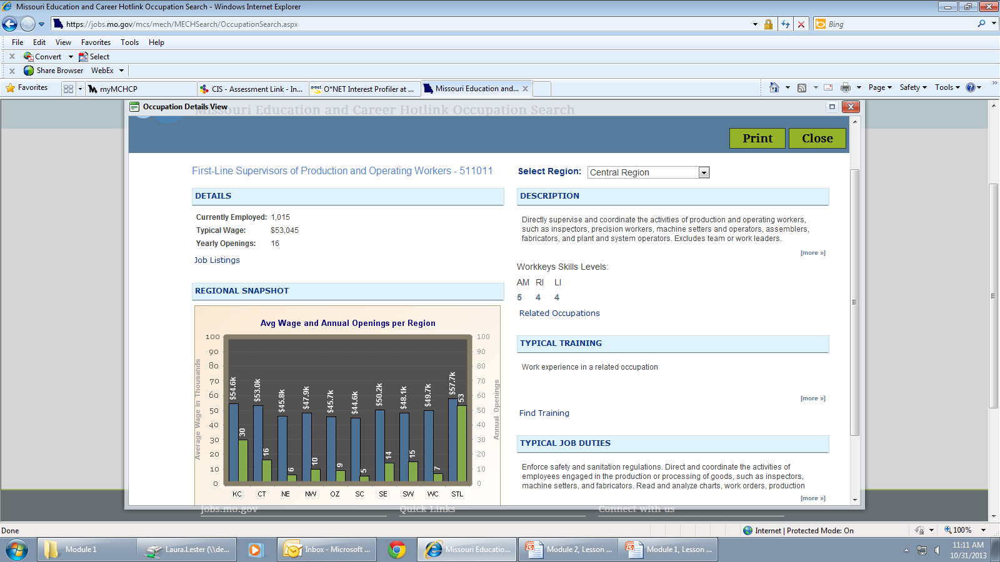 Missouri Education and Career Hotlink Occupation Search - Windows Internet Explorer
https://jobs.mo.gov/mcs/mech/MECHSearch/OccupationSearch.aspx
Bing
File Edit View Favorites Tools Help
x Convert Select
x Share Browser WebEx
Favorites myMCHCP CIS - Assessment Link - In... O*NET Interest Profiler at ... Missouri Education and... Page Safety Tools
Occupation Details View
Missouri Education and Career Hotlink Occupation Search
Print Close
First-Line Supervisors of Production and Operating Workers - 511011
Select Region: Central Region
DETAILS
Currently Employed: 1,015
Typical Wage: $53,045
Yearly Openings: 16
Job Listings
REGIONAL SNAPSHOT
Avg Wage and Annual Openings per Region
Average Wage in Thousands
100
90
80
70
60
50
40
30
20
10
0
$54.6k 30
$53.0k 16
$45.8k 6
$47.9k 10
$45.7k 9
$44.6k 5
$50.2k 14
$48.1k 15
$49.7k 7
$57.7k 53
100
90
80
70
60
50
40
30
20
10
0
Annual Openings
KC CT NE NW OZ SC SE SW WC STL
DESCRIPTION
Directly supervise and coordinate the activities of production and operating workers,
such as inspectors, precision workers, machine setters and operators, assemblers,
fabricators, and plant and system operators. Excludes team or work leaders.
[more »]
Workkeys Skills Levels:
AM RI LI
5 4 4
Related Occupations
TYPICAL TRAINING
Work experience in a related occupation
[more »]
Find Training
TYPICAL JOB DUTIES
Enforce safety and sanitation regulations. Direct and coordinate the activities of
employees engaged in the production or processing of goods, such as inspectors,
machine setters, and fabricators. Read and analyze charts, work orders, production
[more »]
jobs.mo.gov Quick Links Connect with us
Done Internet | Protected Mode: On 100%
Module 1 Laura.Lester (\\de... Inbox - Microsoft ... Missouri Educatio... Module 2, Lesson ... Module 1, Lesson ...
11:11 AM
10/31/2013